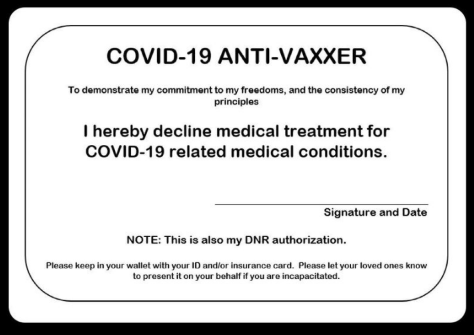 COVID-19 ANTI-VAXXER
To demonstrate my commitment to my freedoms, and the consistency of my
principles
I hereby decline medical treatment for
COVID-19 related medical conditions.
Signature and Date
NOTE: This is also my DNR authorization.
Please keep in your wallet with your ID and/or insurance card. Please let your loved ones know
to present it on your behalf if you are incapacitated.